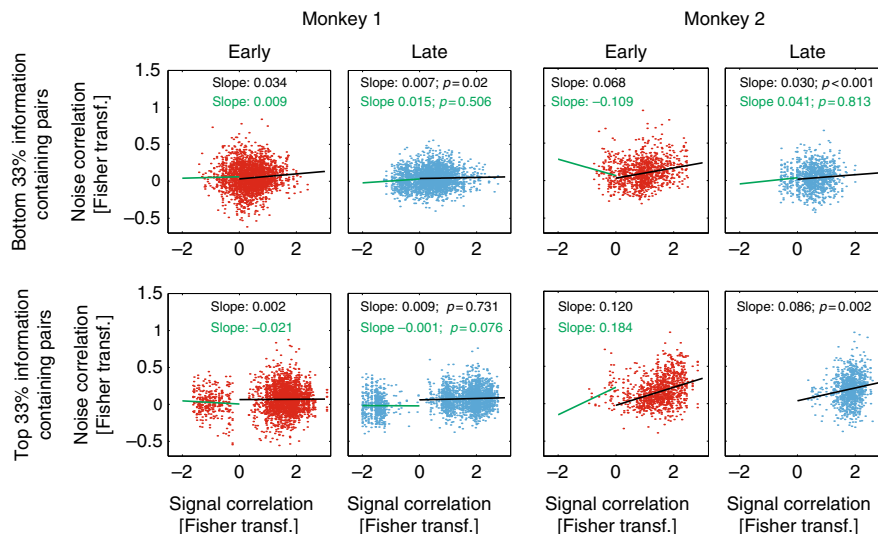 Monkey 1
Monkey 2
Early
Late
Early
Late
Bottom 33% information
containing pairs
Noise correlation
[Fisher transf.]
1.5
1
0.5
0
−0.5
Slope: 0.034
Slope: 0.009
Slope: 0.007; p=0.02
Slope 0.015; p=0.506
Slope: 0.068
Slope: −0.109
Slope: 0.030; p<0.001
Slope 0.041; p=0.813
−2 0 2
−2 0 2
−2 0 2
−2 0 2
Top 33% information
containing pairs
Noise correlation
[Fisher transf.]
1.5
1
0.5
0
−0.5
Slope: 0.002
Slope: −0.021
Slope: 0.009; p=0.731
Slope −0.001; p=0.076
Slope: 0.120
Slope: 0.184
Slope: 0.086; p=0.002
−2 0 2
−2 0 2
−2 0 2
−2 0 2
Signal correlation
[Fisher transf.]
Signal correlation
[Fisher transf.]
Signal correlation
[Fisher transf.]
Signal correlation
[Fisher transf.]